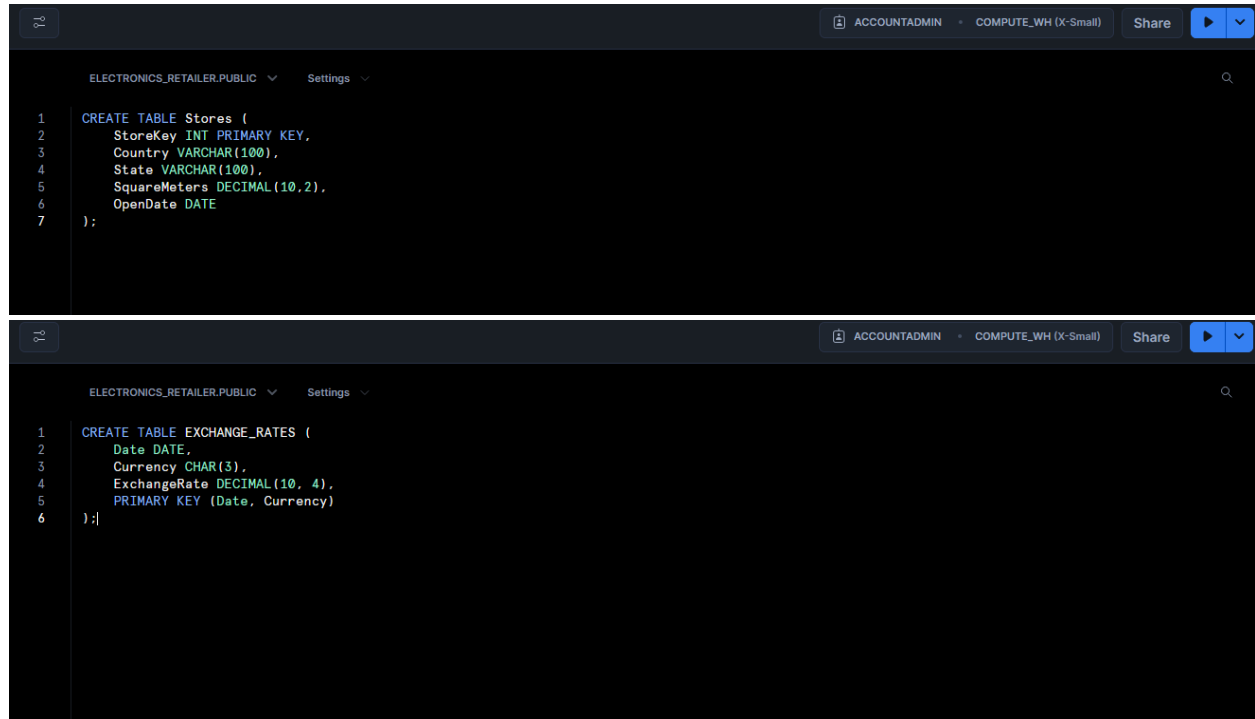 ACCOUNTADMIN • COMPUTE_WH (X-Small) Share
ELECTRONICS_RETAILER.PUBLIC Settings
1 CREATE TABLE Stores (
2 StoreKey INT PRIMARY KEY,
3 Country VARCHAR(100),
4 State VARCHAR(100),
5 SquareMeters DECIMAL(10,2),
6 OpenDate DATE
7 );
ACCOUNTADMIN • COMPUTE_WH (X-Small) Share
ELECTRONICS_RETAILER.PUBLIC Settings
1 CREATE TABLE EXCHANGE_RATES (
2 Date DATE,
3 Currency CHAR(3),
4 ExchangeRate DECIMAL(10, 4),
5 PRIMARY KEY (Date, Currency)
6 );